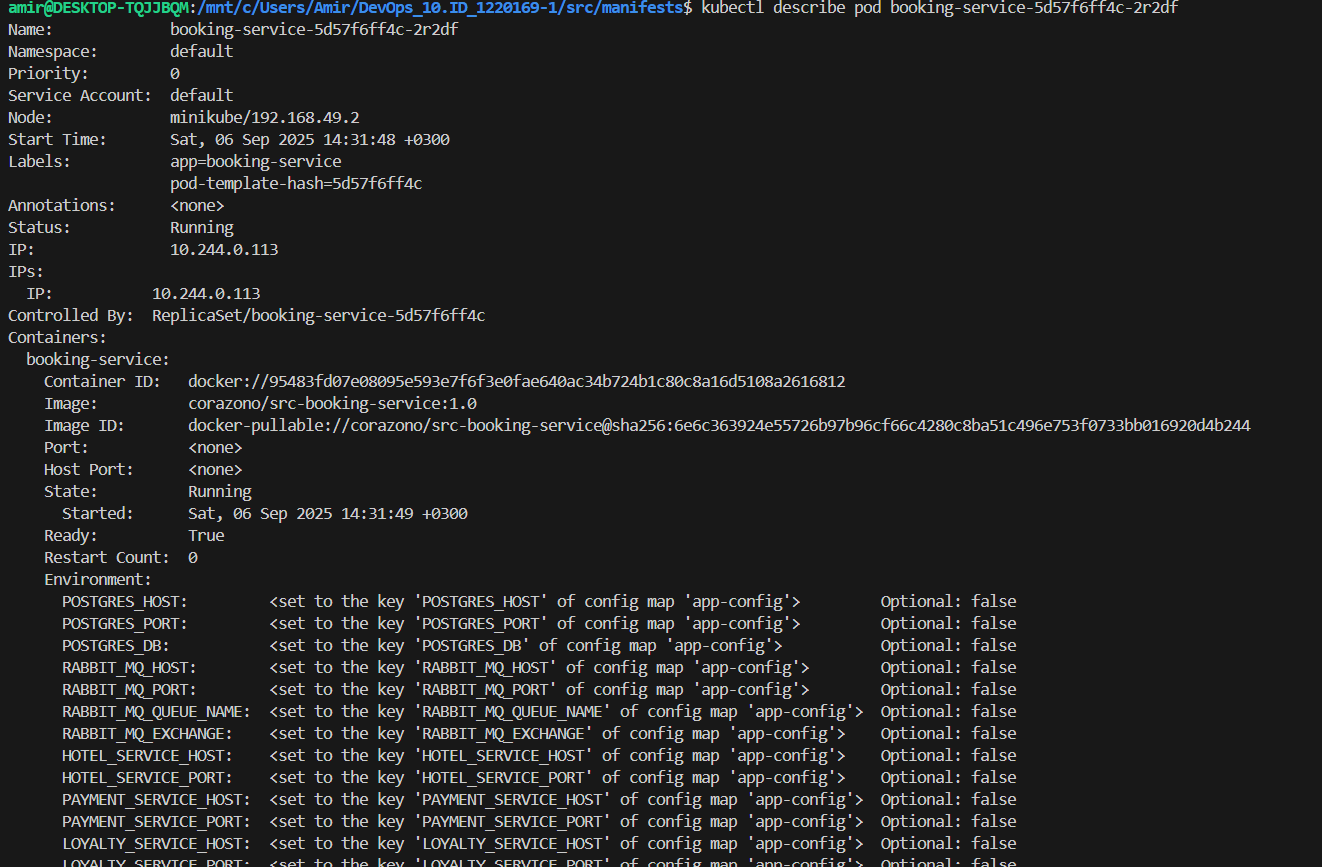 amir@DESKTOP-TQJJBQM:/mnt/c/Users/Amir/DevOps_10.ID_1220169-1/src/manifests$ kubectl describe pod booking-service-5d57f6ff4c-2r2df
Name:             booking-service-5d57f6ff4c-2r2df
Namespace:        default
Priority:         0
Service Account:  default
Node:             minikube/192.168.49.2
Start Time:       Sat, 06 Sep 2025 14:31:48 +0300
Labels:           app=booking-service
                  pod-template-hash=5d57f6ff4c
Annotations:      <none>
Status:           Running
IP:               10.244.0.113
IPs:
  IP:           10.244.0.113
Controlled By:  ReplicaSet/booking-service-5d57f6ff4c
Containers:
  booking-service:
    Container ID:   docker://95483fd07e08095e593e7f6f3e0fae640ac34b724b1c80c8a16d5108a2616812
    Image:          corazono/src-booking-service:1.0
    Image ID:       docker-pullable://corazono/src-booking-service@sha256:6e6c363924e55726b97b96cf66c4280c8ba51c496e753f0733bb016920d4b244
    Port:           <none>
    Host Port:      <none>
    State:          Running
      Started:      Sat, 06 Sep 2025 14:31:49 +0300
    Ready:          True
    Restart Count:  0
    Environment:
      POSTGRES_HOST:         <set to the key 'POSTGRES_HOST' of config map 'app-config'>         Optional: false
      POSTGRES_PORT:         <set to the key 'POSTGRES_PORT' of config map 'app-config'>         Optional: false
      POSTGRES_DB:           <set to the key 'POSTGRES_DB' of config map 'app-config'>           Optional: false
      RABBIT_MQ_HOST:        <set to the key 'RABBIT_MQ_HOST' of config map 'app-config'>        Optional: false
      RABBIT_MQ_PORT:        <set to the key 'RABBIT_MQ_PORT' of config map 'app-config'>        Optional: false
      RABBIT_MQ_QUEUE_NAME:  <set to the key 'RABBIT_MQ_QUEUE_NAME' of config map 'app-config'>  Optional: false
      RABBIT_MQ_EXCHANGE:    <set to the key 'RABBIT_MQ_EXCHANGE' of config map 'app-config'>    Optional: false
      HOTEL_SERVICE_HOST:    <set to the key 'HOTEL_SERVICE_HOST' of config map 'app-config'>    Optional: false
      HOTEL_SERVICE_PORT:    <set to the key 'HOTEL_SERVICE_PORT' of config map 'app-config'>    Optional: false
      PAYMENT_SERVICE_HOST:  <set to the key 'PAYMENT_SERVICE_HOST' of config map 'app-config'>  Optional: false
      PAYMENT_SERVICE_PORT:  <set to the key 'PAYMENT_SERVICE_PORT' of config map 'app-config'>  Optional: false
      LOYALTY_SERVICE_HOST:  <set to the key 'LOYALTY_SERVICE_HOST' of config map 'app-config'>  Optional: false
      LOYALTY_SERVICE_PORT:  <set to the key 'LOYALTY_SERVICE_PORT' of config map 'app-config'>  Optional: false